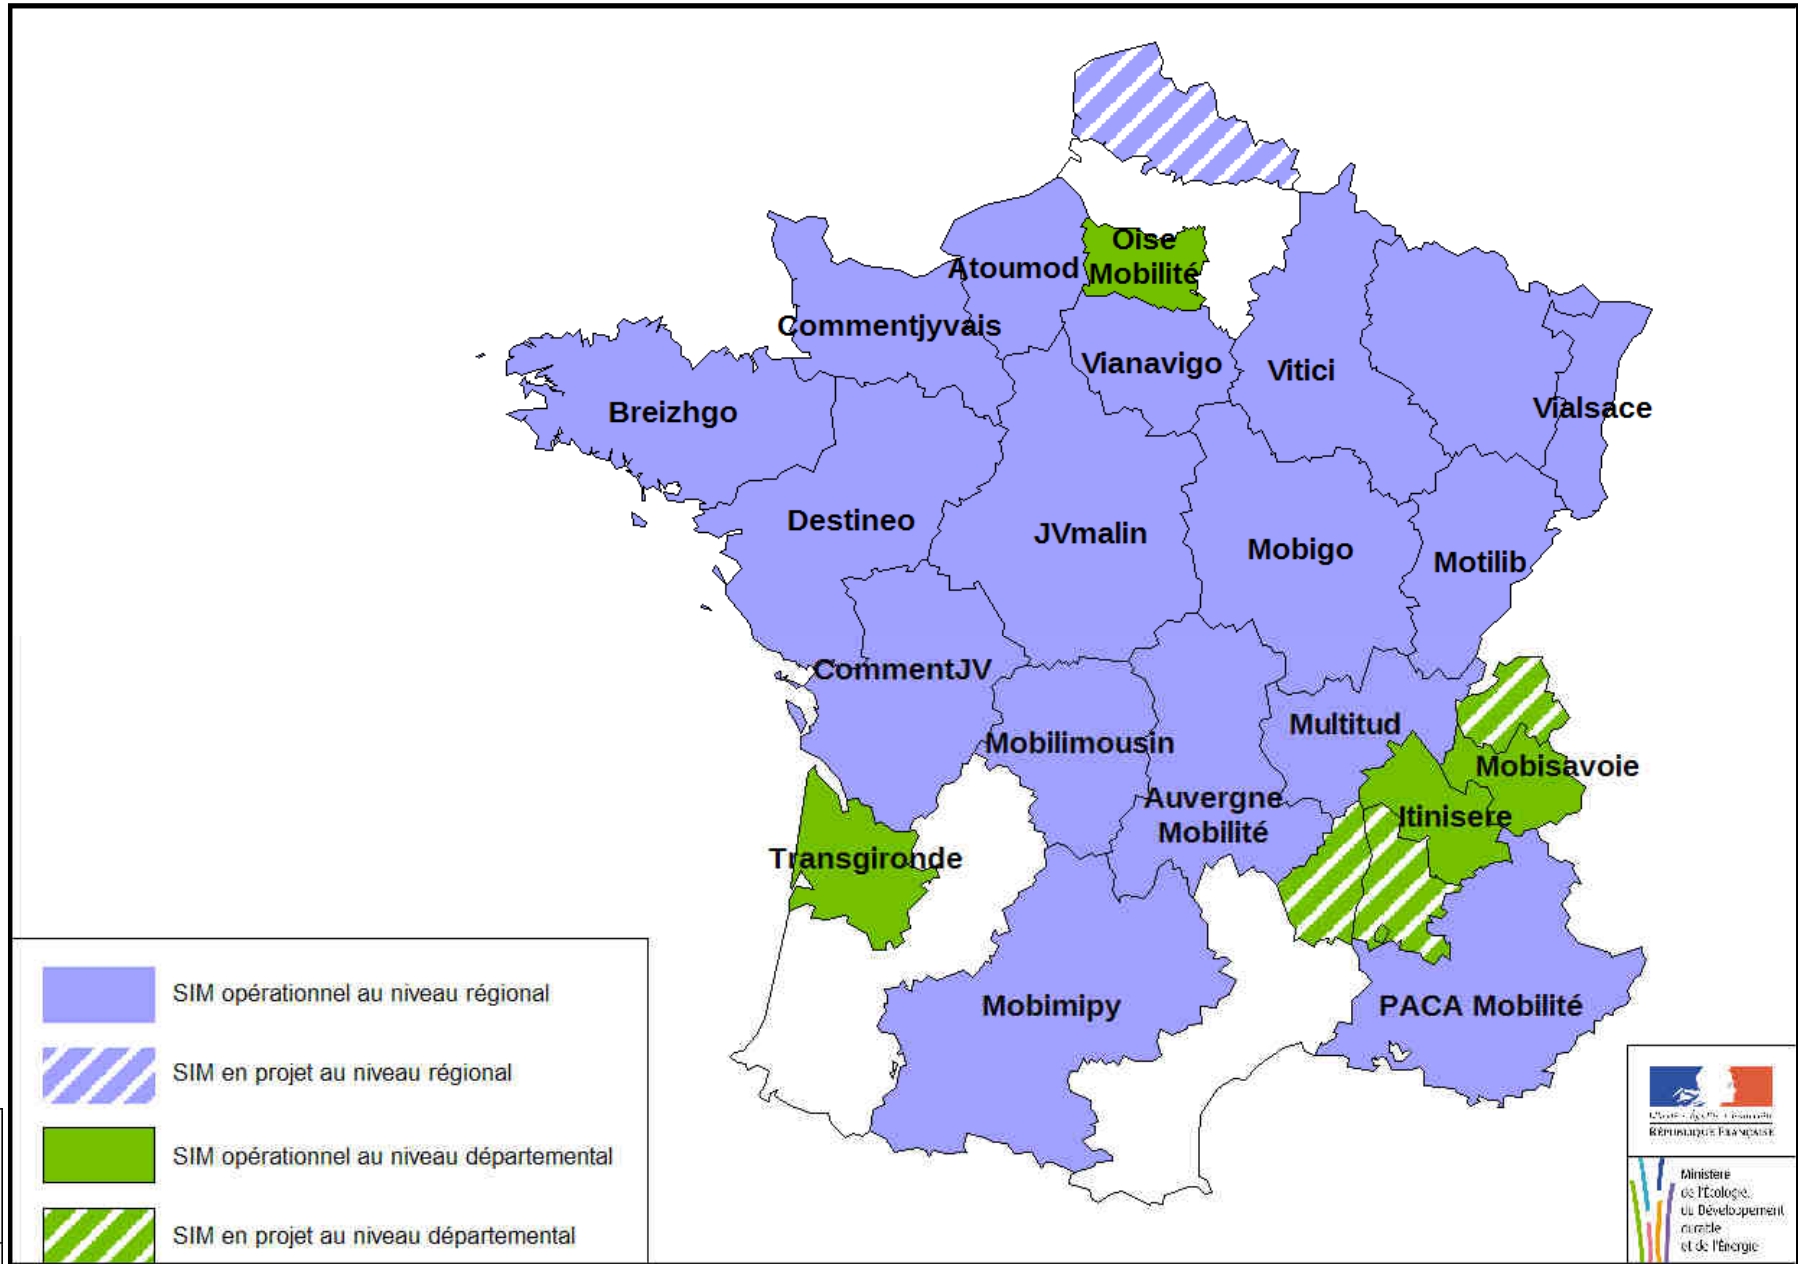 Oise
Mobilité
Atoumod
Commentjyvais
Vianavigo
Vitici
Breizhgo
Vialsace
Destineo
JVmalin
Mobigo
Motilib
CommentJV
Multitud
Mobilimousin
Mobisavoie
Auvergne
Mobilité
Itinisere
Transgironde
Mobimipy
PACA Mobilité
SIM opérationnel au niveau régional
SIM en projet au niveau régional
SIM opérationnel au niveau départemental
SIM en projet au niveau départemental
RÉPUBLIQUE FRANÇAISE
Ministère
de l'Écologie,
du Développement
durable
et de l'Énergie